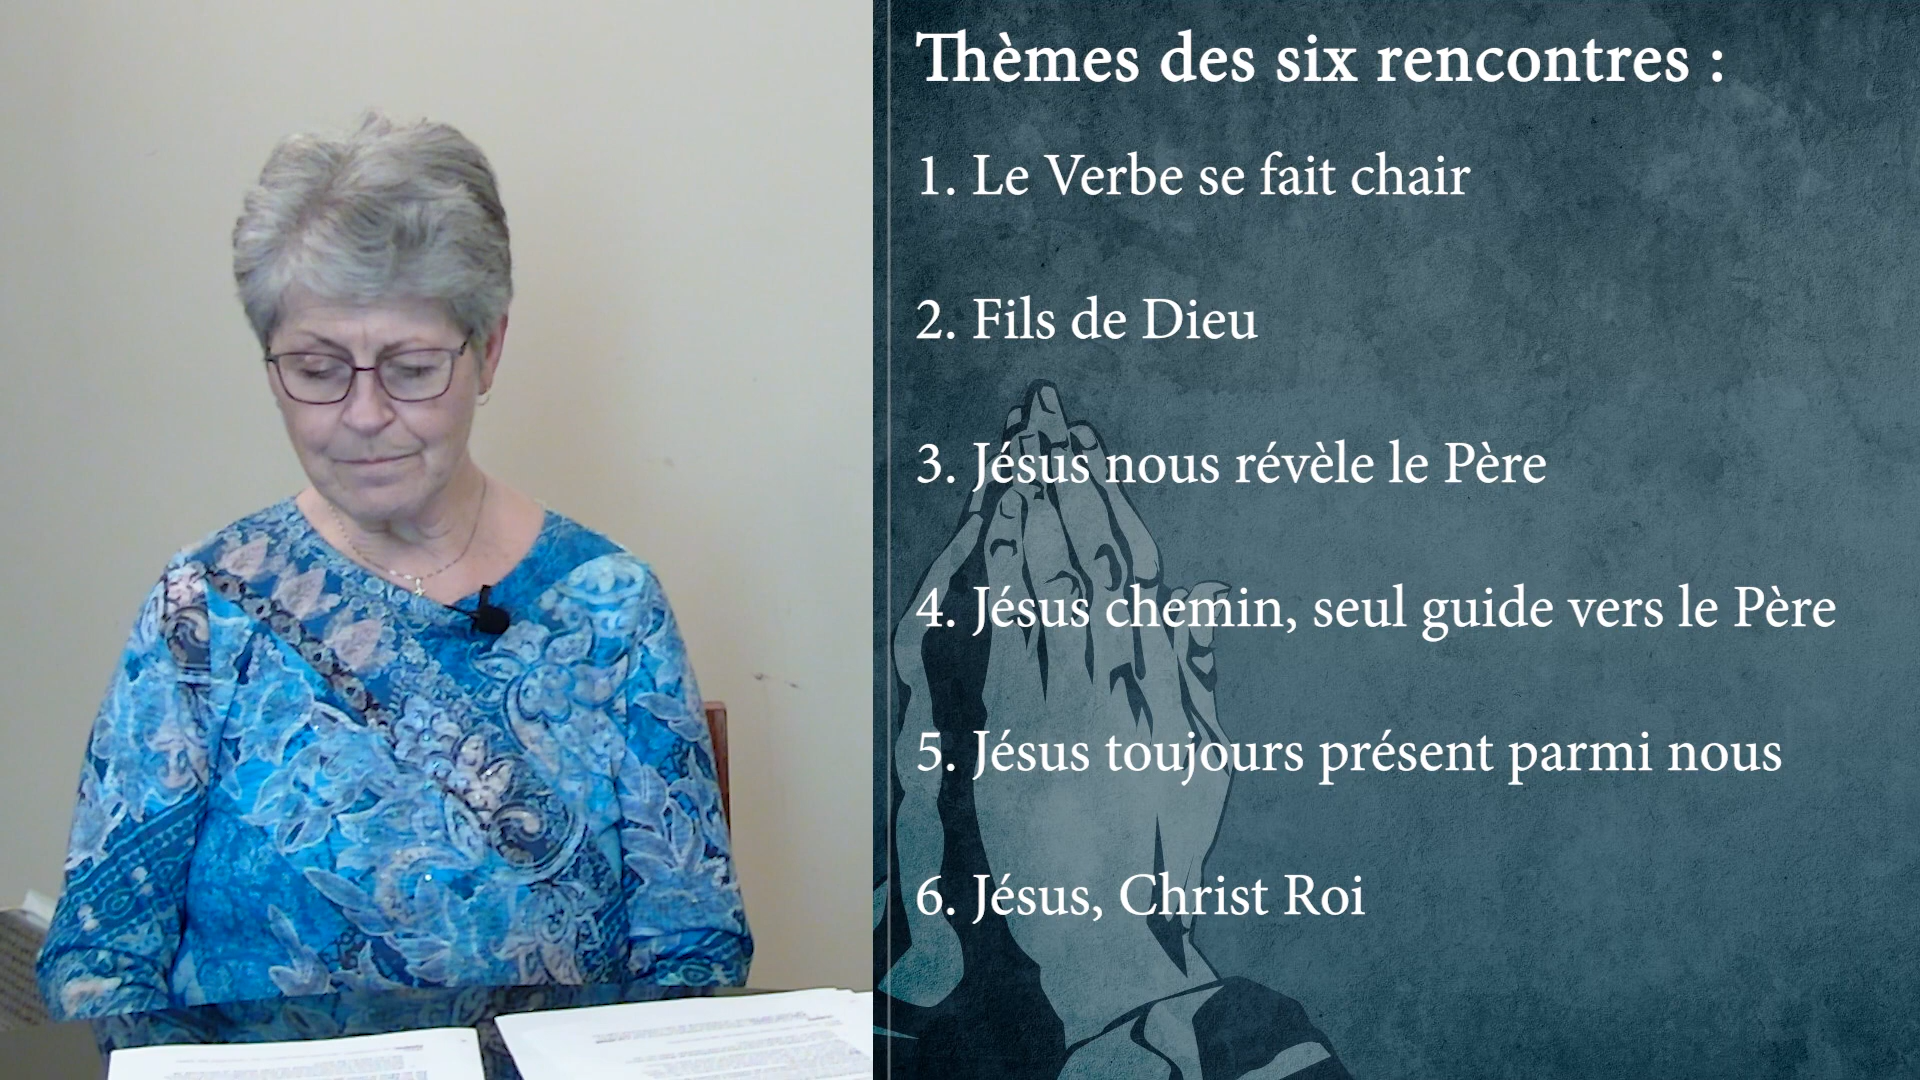 Thèmes des six rencontres :
1. Le Verbe se fait chair
2. Fils de Dieu
3. Jésus nous révèle le Père
4. Jésus chemin, seul guide vers le Père
5. Jésus toujours présent parmi nous
6. Jésus, Christ Roi